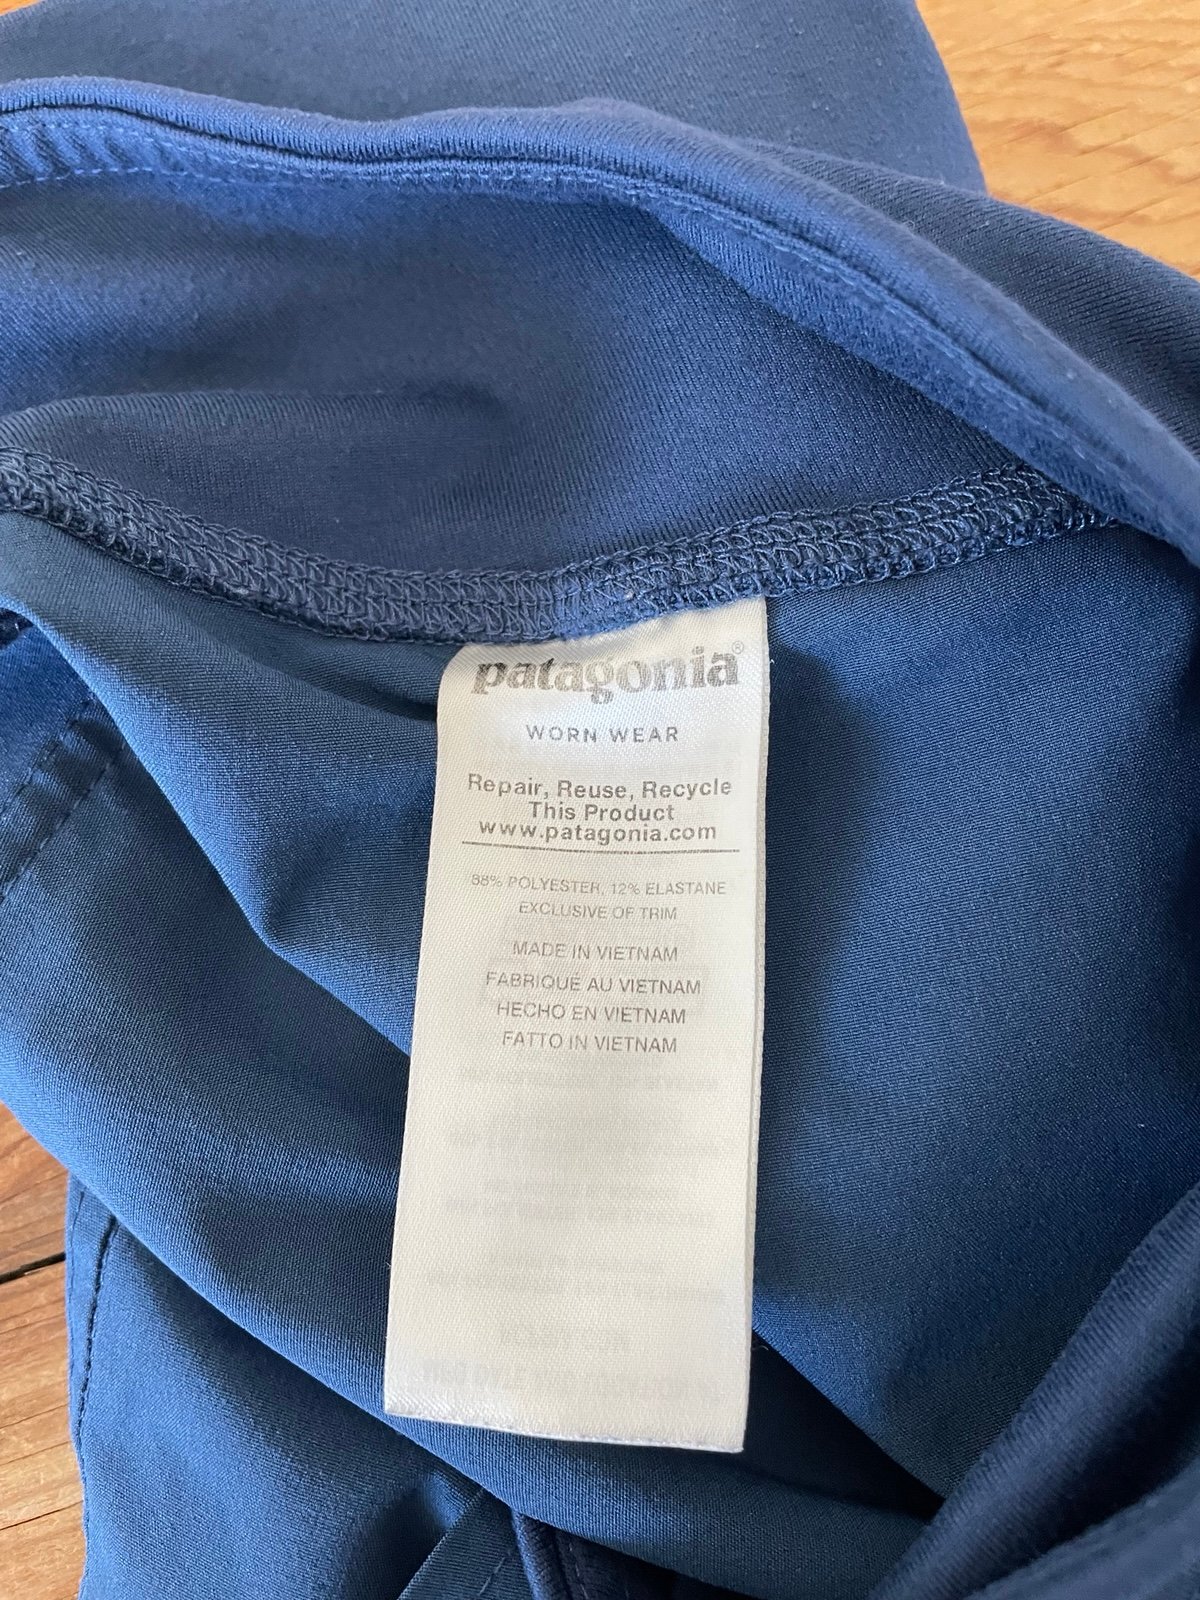 patagonia®
WORN WEAR
Repair, Reuse, Recycle
This Product
www.patagonia.com
88% POLYESTER, 12% ELASTANE
EXCLUSIVE OF TRIM
MADE IN VIETNAM
FABRIQUÉ AU VIETNAM
HECHO EN VIETNAM
FATTO IN VIETNAM